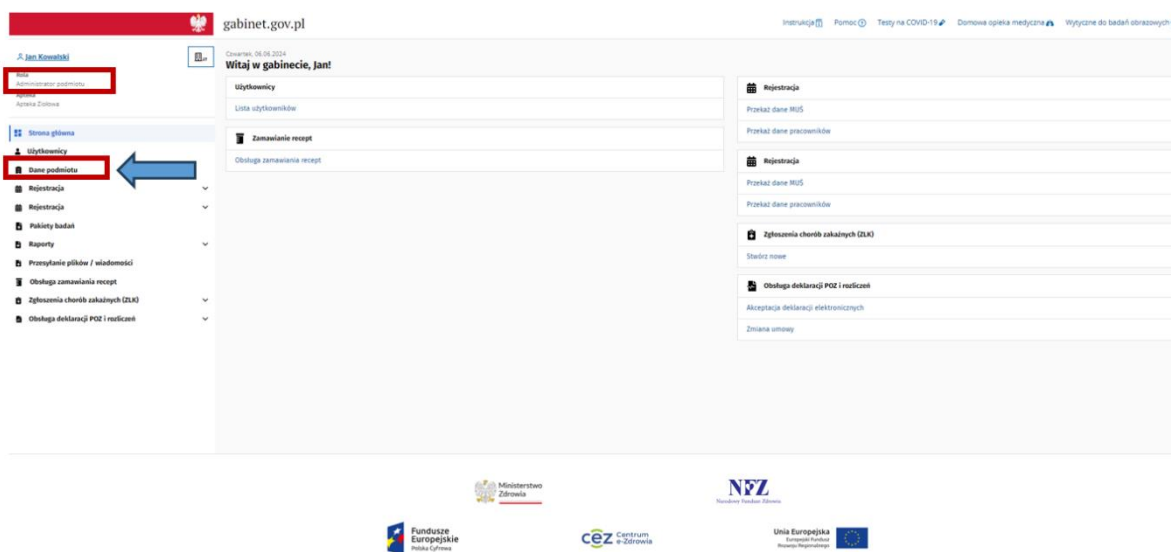 gabinet.gov.pl
Instrukcja
Pomoc
Testy na COVID-19
Domowa opieka medyczna
Wytyczne do badań obrazowych
Jan Kowalski
Rola
Administrator podmiotu
Apteka
Apteka Ziołowa
Strona główna
Użytkownicy
Dane podmiotu
Rejestracja
Rejestracja
Pakiety badań
Raporty
Przesyłanie plików / wiadomości
Obsługa zamawiania recept
Zgłoszenia chorób zakaźnych (ZLK)
Obsługa deklaracji POZ i rozliczeń
Czwartek, 06.06.2024
Witaj w gabinecie, Jan!
Użytkownicy
Lista użytkowników
Zamawianie recept
Obsługa zamawiania recept
Rejestracja
Przekaż dane MUŚ
Przekaż dane pracowników
Rejestracja
Przekaż dane MUŚ
Przekaż dane pracowników
Zgłoszenia chorób zakaźnych (ZLK)
Stwórz nowe
Obsługa deklaracji POZ i rozliczeń
Akceptacja deklaracji elektronicznych
Zmiana umowy
Ministerstwo
Zdrowia
NFZ
Narodowy Fundusz Zdrowia
Fundusze
Europejskie
Polska Cyfrowa
cez Centrum
e-Zdrowia
Unia Europejska
Europejski Fundusz
Rozwoju Regionalnego